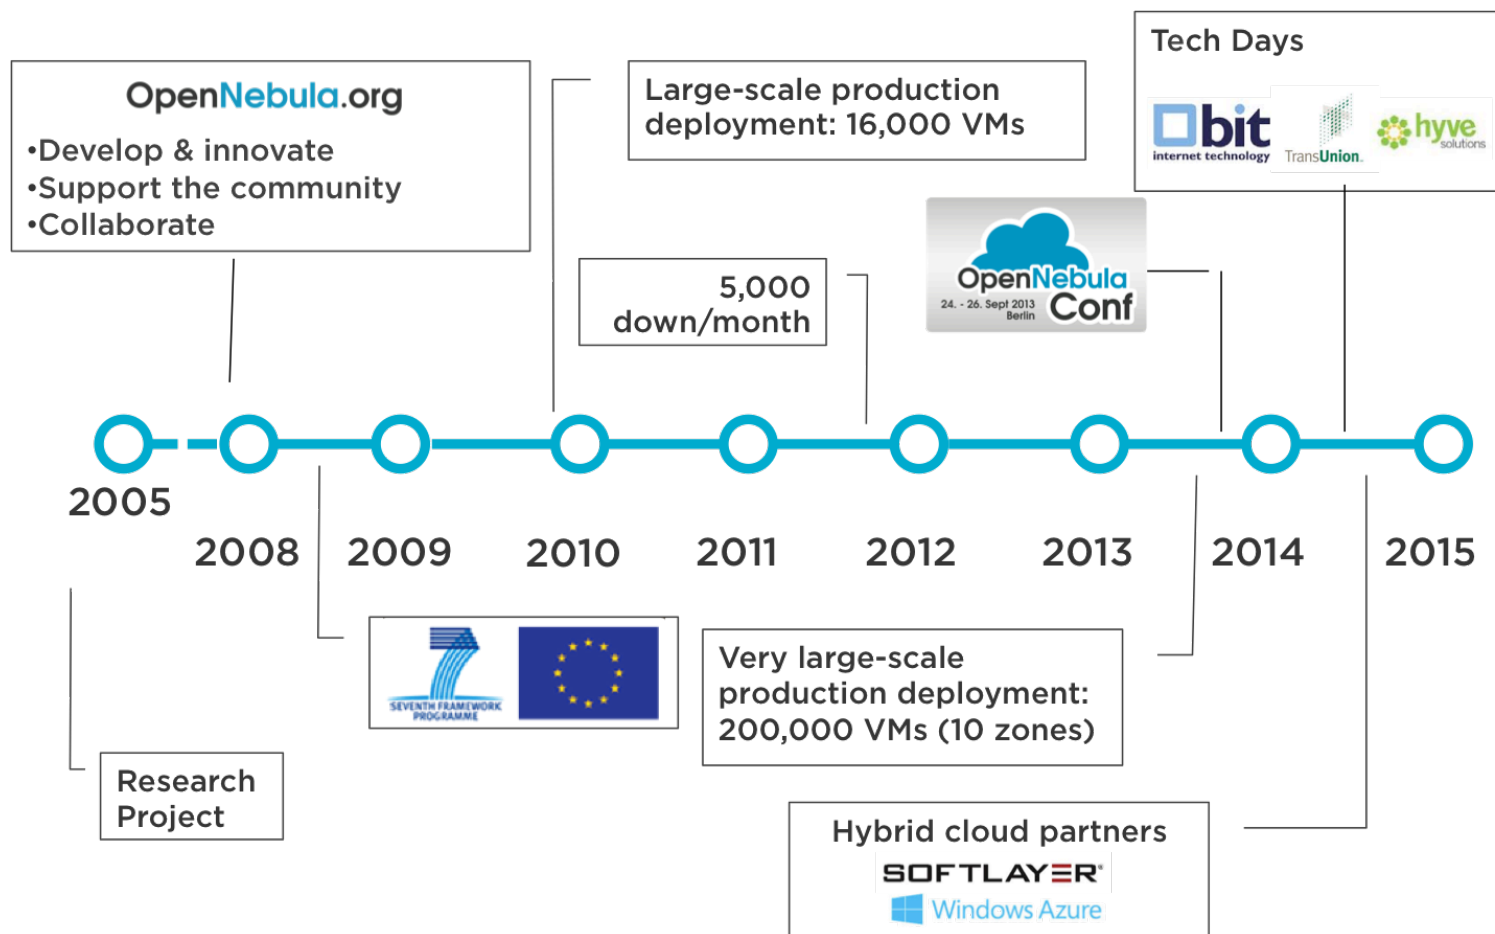 OpenNebula.org
•Develop & innovate
•Support the community
•Collaborate
Large-scale production
deployment: 16,000 VMs
Tech Days
bit
internet technology
TransUnion.
hyve
solutions
5,000
down/month
OpenNebula
24. - 26. Sept 2013
Berlin
Conf
2005
2008
2009
2010
2011
2012
2013
2014
2015
7
SEVENTH FRAMEWORK
PROGRAMME
Very large-scale
production deployment:
200,000 VMs (10 zones)
Research
Project
Hybrid cloud partners
SOFTLAYER®
Windows Azure